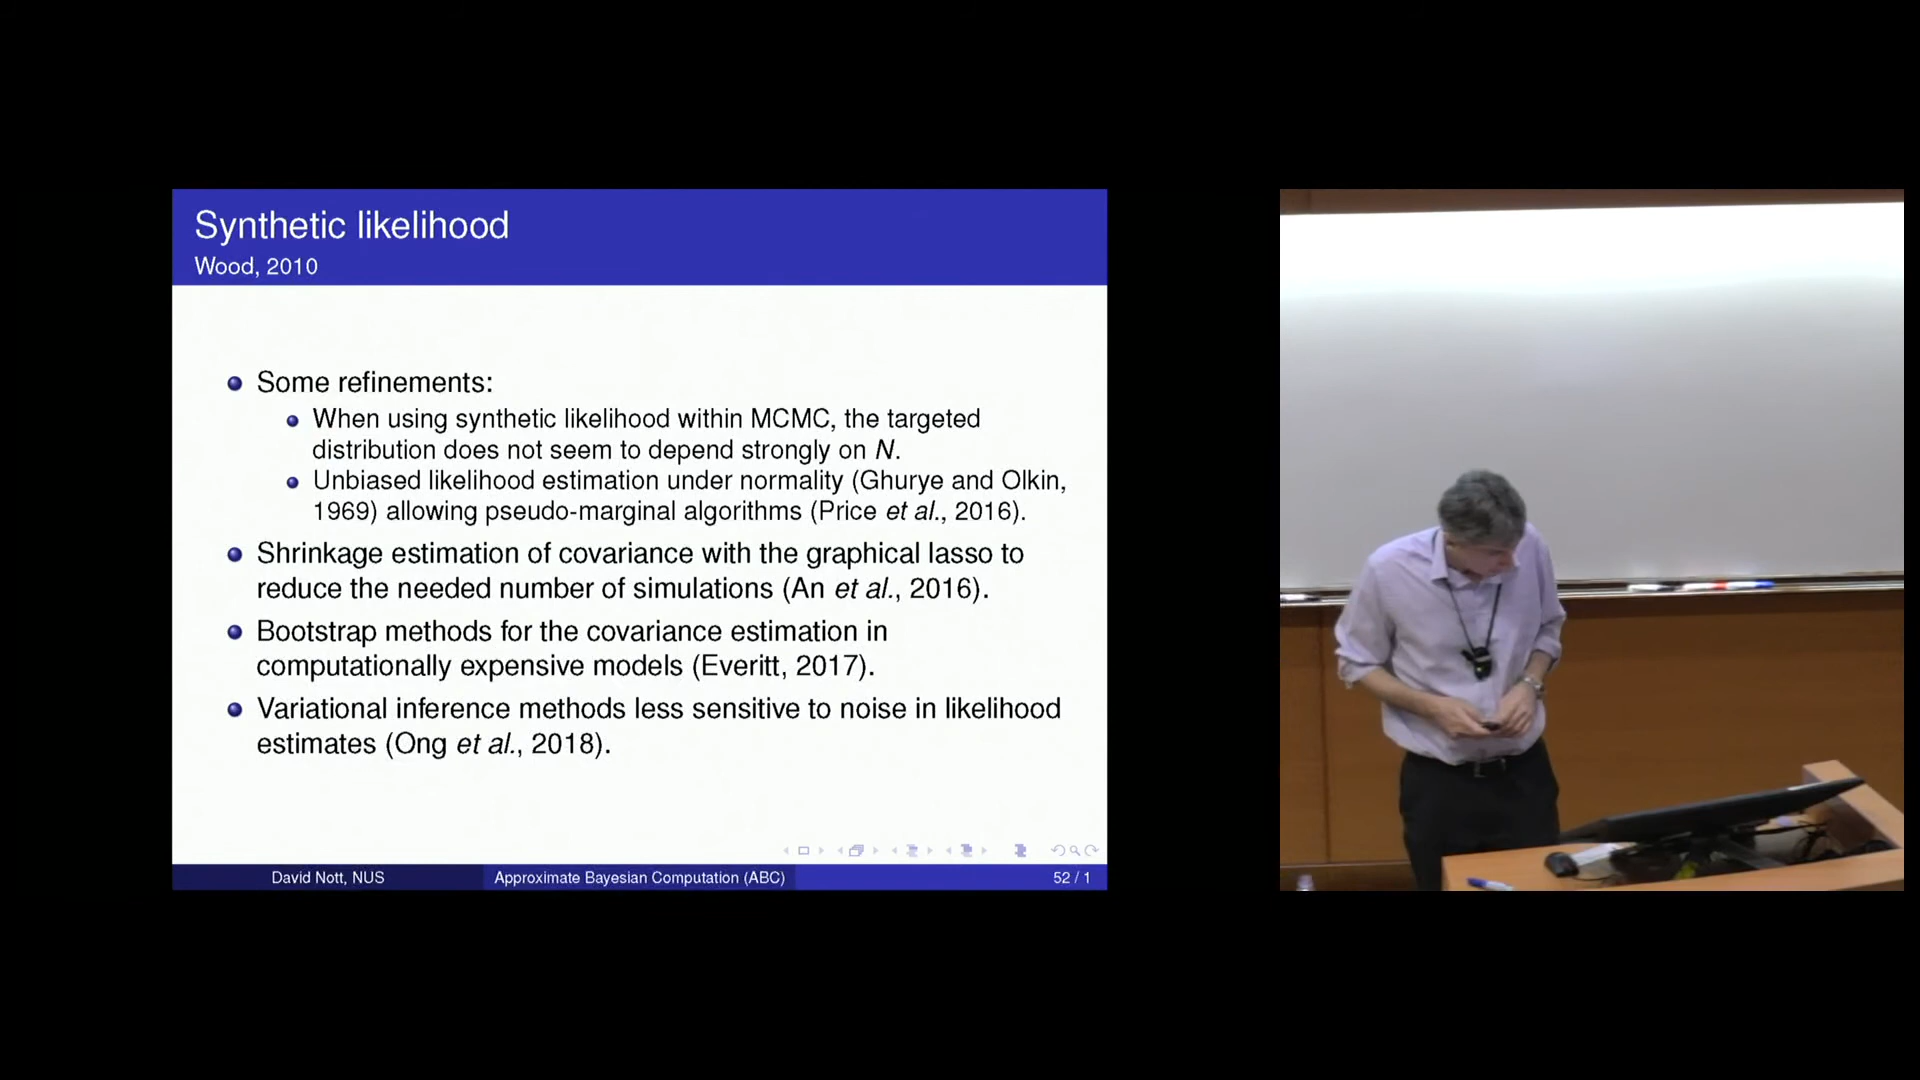 Synthetic likelihood
Wood, 2010
Some refinements:
When using synthetic likelihood within MCMC, the targeted
distribution does not seem to depend strongly on N.
Unbiased likelihood estimation under normality (Ghurye and Olkin,
1969) allowing pseudo-marginal algorithms (Price et al., 2016).
Shrinkage estimation of covariance with the graphical lasso to
reduce the needed number of simulations (An et al., 2016).
Bootstrap methods for the covariance estimation in
computationally expensive models (Everitt, 2017).
Variational inference methods less sensitive to noise in likelihood
estimates (Ong et al., 2018).
David Nott, NUS
Approximate Bayesian Computation (ABC)
52 / 1